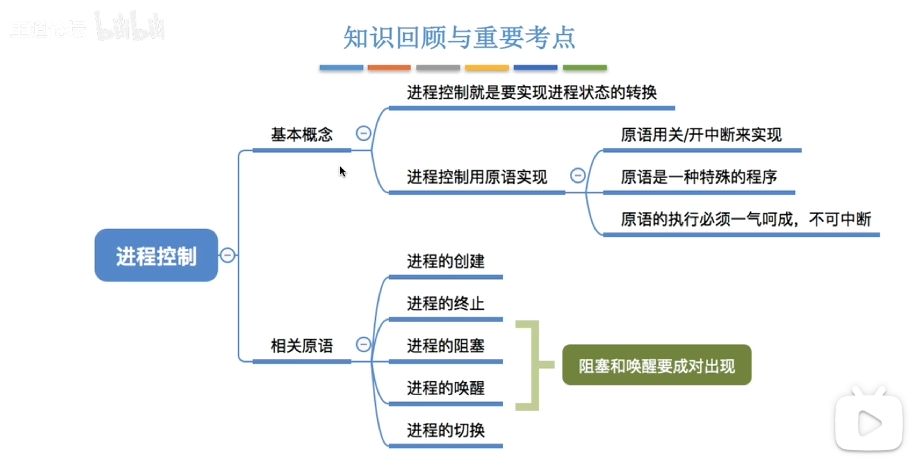 知识回顾与重要考点
进程控制
基本概念
进程控制就是要实现进程状态的转换
进程控制用原语实现
原语用关/开中断来实现
原语是一种特殊的程序
原语的执行必须一气呵成，不可中断
相关原语
进程的创建
进程的终止
进程的阻塞
进程的唤醒
进程的切换
阻塞和唤醒要成对出现